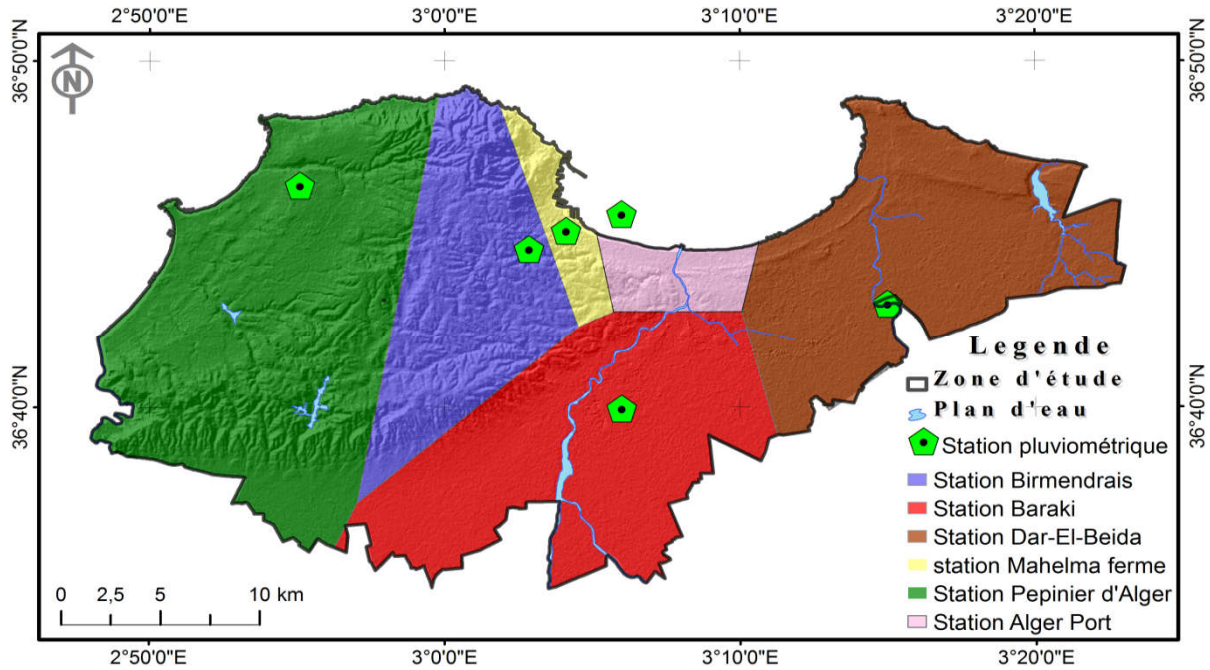 2°50'0"E 3°0'0"E 3°10'0"E 3°20'0"E
36°50'0"N 36°50'0"N
N
36°40'0"N 36°40'0"N
Legende
Zone d'étude
Plan d'eau
Station pluviométrique
Station Birmendrais
Station Baraki
Station Dar-El-Beida
station Mahelma ferme
Station Pepinier d'Alger
Station Alger Port
0 2,5 5 10 km
2°50'0"E 3°0'0"E 3°10'0"E 3°20'0"E